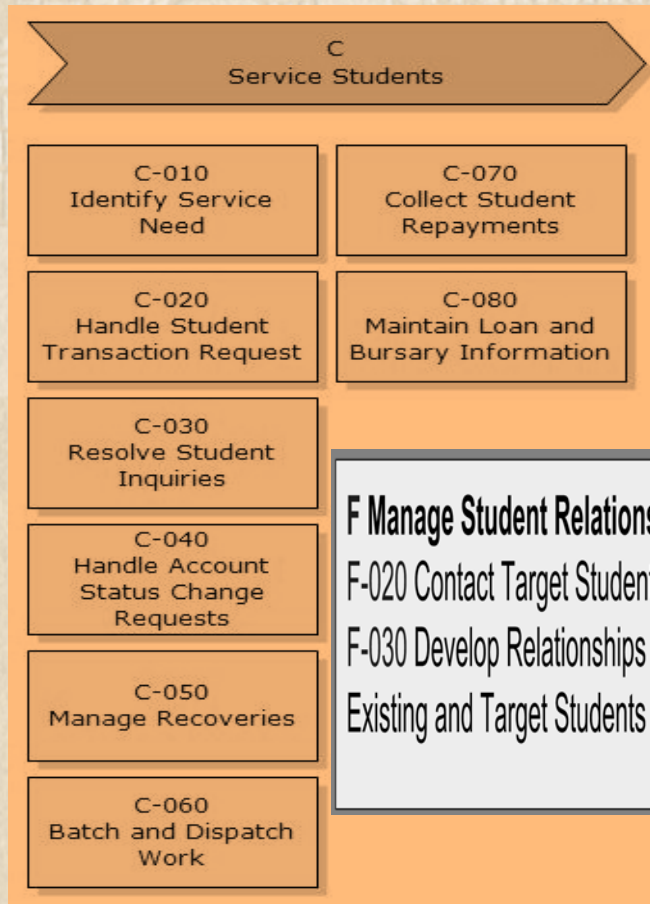 C
Service Students
C-010
Identify Service
Need
C-020
Handle Student
Transaction Request
C-030
Resolve Student
Inquiries
C-040
Handle Account
Status Change
Requests
C-050
Manage Recoveries
C-060
Batch and Dispatch
Work
C-070
Collect Student
Repayments
C-080
Maintain Loan and
Bursary Information
F Manage Student
F-020 Contact Target
F-030 Develop Relationships
Existing and Target Students